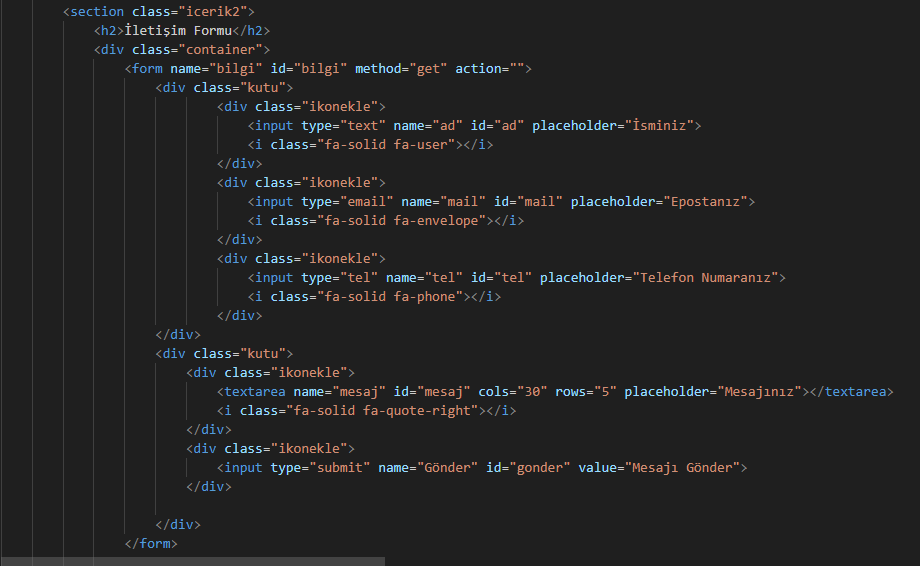 <section class="icerik2">
<h2>İletişim Formu</h2>
<div class="container">
<form name="bilgi" id="bilgi" method="get" action="">
<div class="kutu">
<div class="ikonekle">
<input type="text" name="ad" id="ad" placeholder="İsminiz">
<i class="fa-solid fa-user"></i>
</div>
<div class="ikonekle">
<input type="email" name="mail" id="mail" placeholder="Epostanız">
<i class="fa-solid fa-envelope"></i>
</div>
<div class="ikonekle">
<input type="tel" name="tel" id="tel" placeholder="Telefon Numaranız">
<i class="fa-solid fa-phone"></i>
</div>
</div>
<div class="kutu">
<div class="ikonekle">
<textarea name="mesaj" id="mesaj" cols="30" rows="5" placeholder="Mesajınız"></textarea>
<i class="fa-solid fa-quote-right"></i>
</div>
<div class="ikonekle">
<input type="submit" name="Gönder" id="gonder" value="Mesajı Gönder">
</div>
</div>
</form>